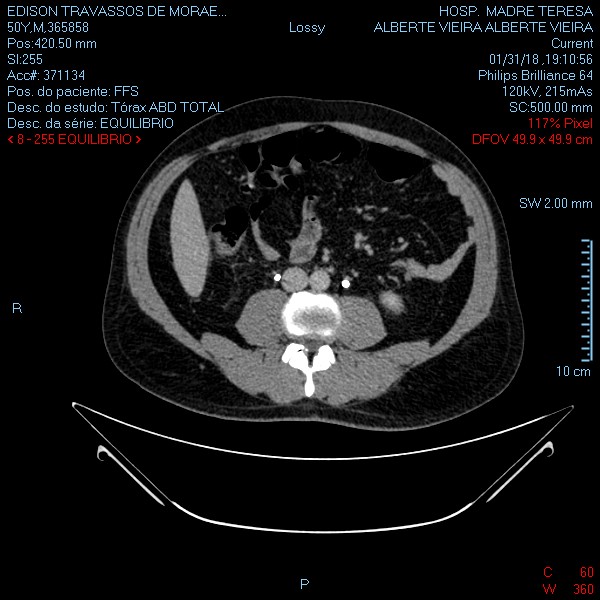 EDISON TRAVASSOS DE MORAE...
50Y,M,365858
Pos:420.50 mm
Sl:255
Acc#: 371134
Pos. do paciente: FFS
Desc. do estudo: Tórax ABD TOTAL
Desc. da série: EQUILIBRIO
< 8 - 255 EQUILIBRIO >
Lossy
HOSP. MADRE TERESA
ALBERTE VIEIRA ALBERTE VIEIRA
Current
01/31/18 ,19:10:56
Philips Brilliance 64
120kV, 215mAs
SC:500.00 mm
117% Pixel
DFOV 49.9 x 49.9 cm
SW 2.00 mm
R
10 cm
P
C 60
W 360